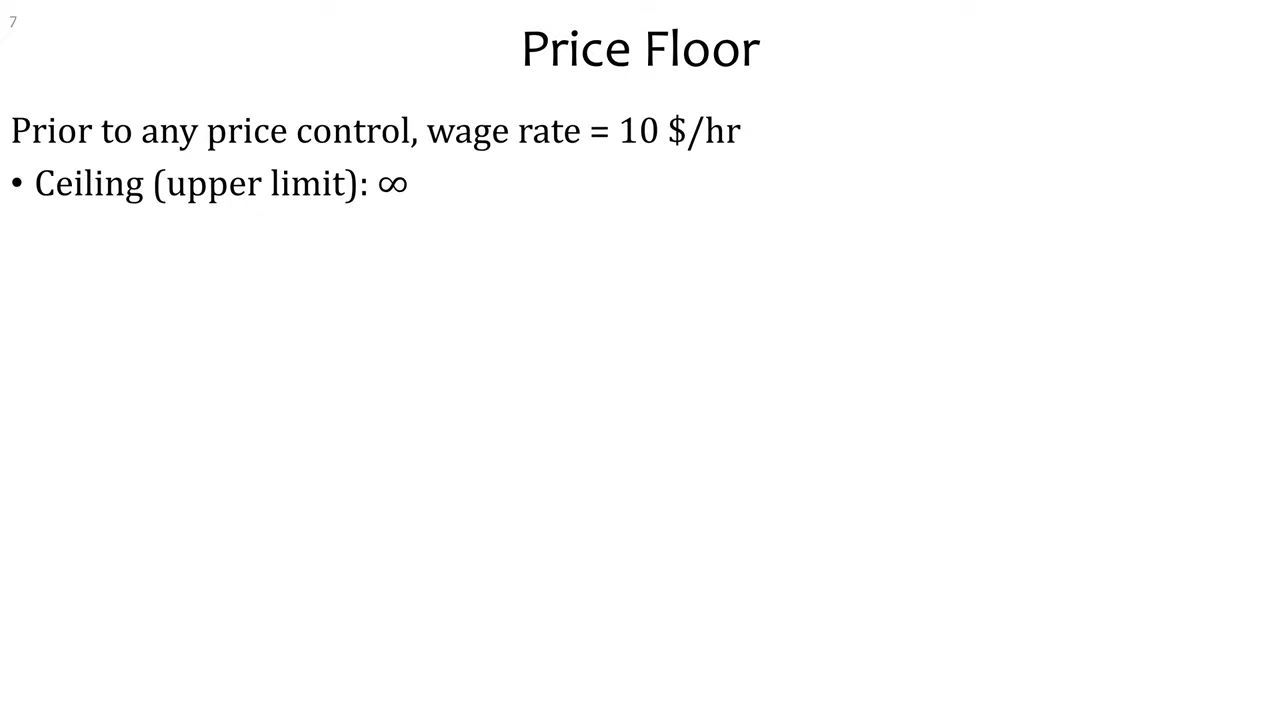 7
Price Floor
Prior to any price control, wage rate = 10 $/hr
• Ceiling (upper limit): ∞